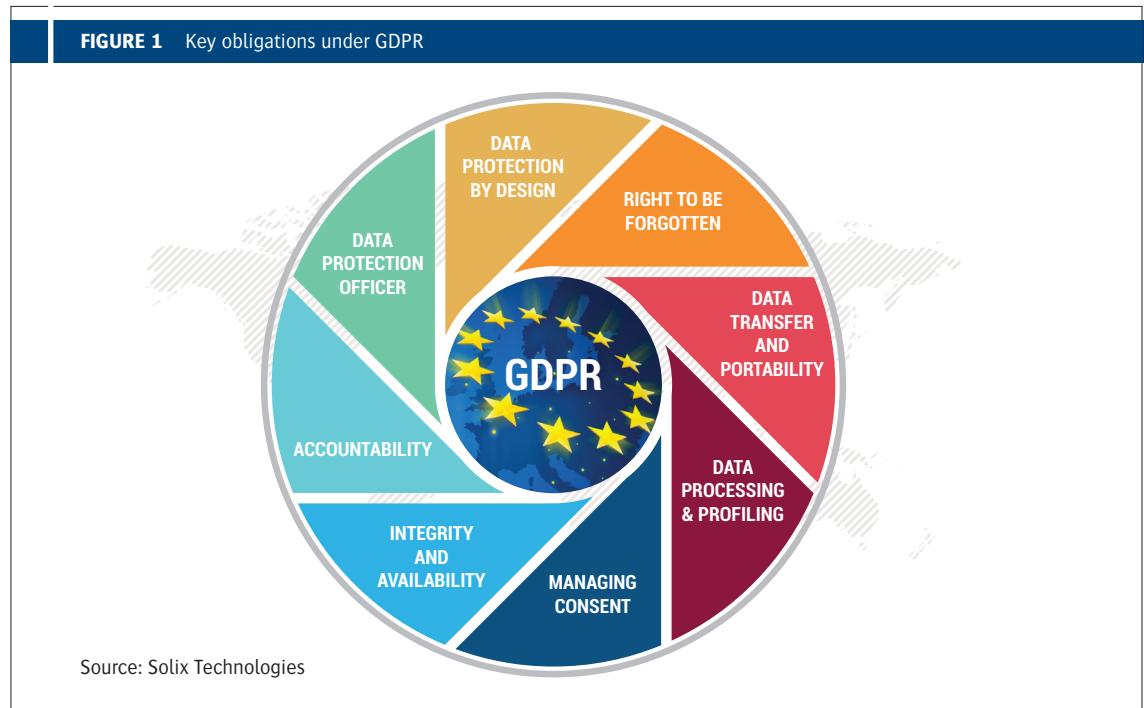 FIGURE 1 Key obligations under GDPR
DATA
PROTECTION
BY DESIGN
RIGHT TO BE
FORGOTTEN
DATA
TRANSFER
AND
PORTABILITY
DATA
PROCESSING
& PROFILING
MANAGING
CONSENT
INTEGRITY
AND
AVAILABILITY
ACCOUNTABILITY
DATA
PROTECTION
OFFICER
GDPR
Source: Solix Technologies